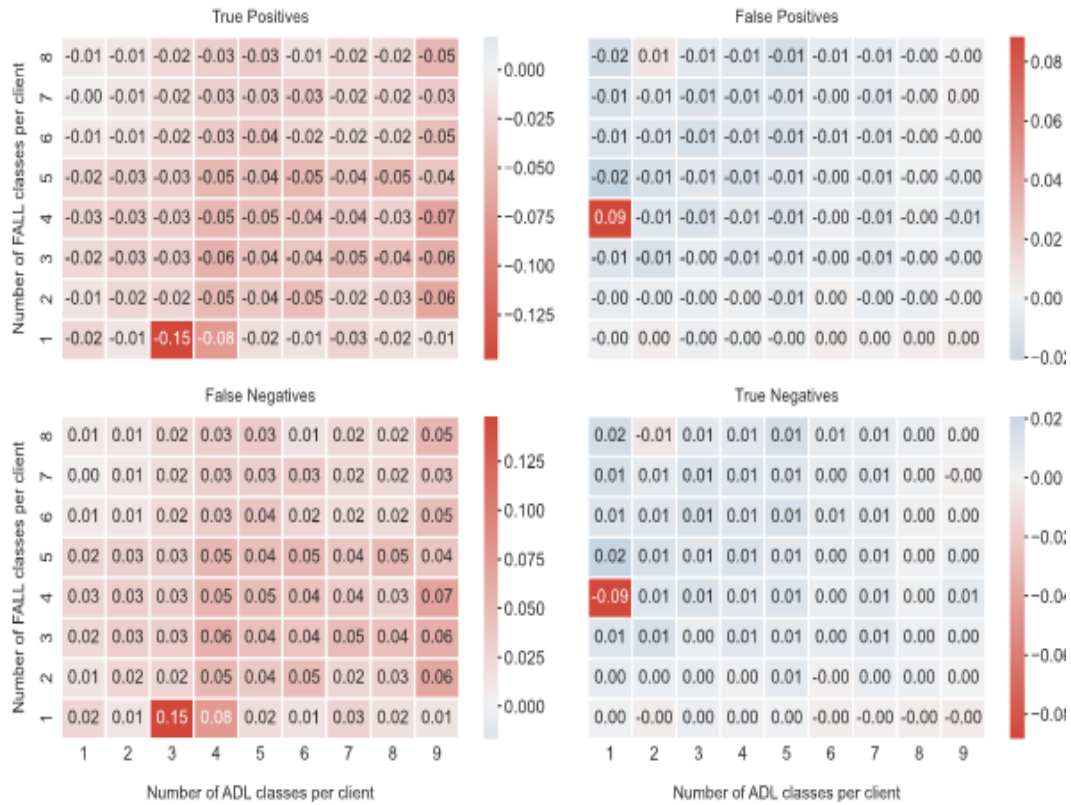 True Positives
8 -0.01 -0.01 -0.02 -0.03 -0.03 -0.01 -0.02 -0.02 -0.05
7 -0.00 -0.01 -0.02 -0.03 -0.03 -0.03 -0.02 -0.02 -0.03
6 -0.01 -0.01 -0.02 -0.03 -0.04 -0.02 -0.02 -0.02 -0.05
5 -0.02 -0.03 -0.03 -0.05 -0.04 -0.05 -0.04 -0.05 -0.04
4 -0.03 -0.03 -0.03 -0.05 -0.05 -0.04 -0.04 -0.03 -0.07
3 -0.02 -0.03 -0.03 -0.06 -0.04 -0.04 -0.05 -0.04 -0.06
2 -0.01 -0.02 -0.02 -0.05 -0.04 -0.05 -0.02 -0.03 -0.06
1 -0.02 -0.01 -0.15 -0.08 -0.02 -0.01 -0.03 -0.02 -0.01
Number of FALL classes per client
0.000
−0.025
−0.050
−0.075
−0.100
−0.125
False Positives
-0.02 0.01 -0.01 -0.01 -0.01 -0.01 -0.01 -0.00 -0.00
-0.01 -0.01 -0.01 -0.01 -0.01 -0.00 -0.01 -0.00 0.00
-0.01 -0.01 -0.01 -0.01 -0.01 -0.00 -0.01 -0.00 -0.00
-0.02 -0.01 -0.01 -0.01 -0.01 -0.00 -0.01 -0.00 -0.00
0.09 -0.01 -0.01 -0.01 -0.01 -0.00 -0.01 -0.00 -0.01
-0.01 -0.01 -0.00 -0.01 -0.01 -0.00 -0.01 -0.00 -0.00
-0.00 -0.00 -0.00 -0.00 -0.01 0.00 -0.00 -0.00 -0.00
-0.00 0.00 -0.00 -0.00 -0.00 0.00 0.00 0.00 0.00
0.08
0.06
0.04
0.02
0.00
−0.02
False Negatives
8 0.01 0.01 0.02 0.03 0.03 0.01 0.02 0.02 0.05
7 0.00 0.01 0.02 0.03 0.03 0.03 0.02 0.02 0.03
6 0.01 0.01 0.02 0.03 0.04 0.02 0.02 0.02 0.05
5 0.02 0.03 0.03 0.05 0.04 0.05 0.04 0.05 0.04
4 0.03 0.03 0.03 0.05 0.05 0.04 0.04 0.03 0.07
3 0.02 0.03 0.03 0.06 0.04 0.04 0.05 0.04 0.06
2 0.01 0.02 0.02 0.05 0.04 0.05 0.02 0.03 0.06
1 0.02 0.01 0.15 0.08 0.02 0.01 0.03 0.02 0.01
1 2 3 4 5 6 7 8 9
Number of FALL classes per client
Number of ADL classes per client
0.125
0.100
0.075
0.050
0.025
0.000
True Negatives
0.02 -0.01 0.01 0.01 0.01 0.01 0.01 0.00 0.00
0.01 0.01 0.01 0.01 0.01 0.00 0.01 0.00 -0.00
0.01 0.01 0.01 0.01 0.01 0.00 0.01 0.00 0.00
0.02 0.01 0.01 0.01 0.01 0.00 0.01 0.00 0.00
-0.09 0.01 0.01 0.01 0.01 0.00 0.01 0.00 0.01
0.01 0.01 0.00 0.01 0.01 0.00 0.01 0.00 0.00
0.00 0.00 0.00 0.00 0.01 -0.00 0.00 0.00 0.00
0.00 -0.00 0.00 0.00 0.00 -0.00 -0.00 -0.00 -0.00
1 2 3 4 5 6 7 8 9
Number of ADL classes per client
0.02
0.00
−0.02
−0.04
−0.06